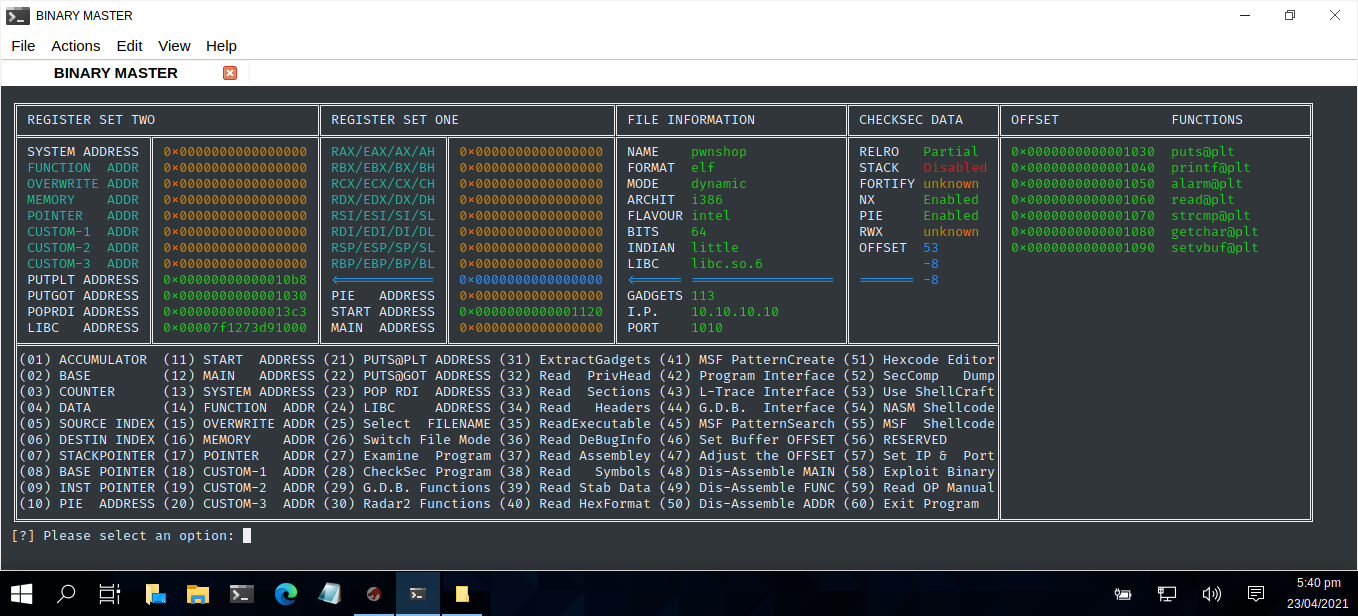 BINARY MASTER
File Actions Edit View Help
BINARY MASTER
REGISTER SET TWO REGISTER SET ONE FILE INFORMATION CHECKSEC DATA OFFSET FUNCTIONS
SYSTEM ADDRESS 0×0000000000000000 RAX/EAX/AX/AH 0×0000000000000000 NAME pwnshop RELRO Partial 0×0000000000001030 puts@plt
FUNCTION ADDR 0×0000000000000000 RBX/EBX/BX/BH 0×0000000000000000 FORMAT elf STACK Disabled 0×0000000000001040 printf@plt
OVERWRITE ADDR 0×0000000000000000 RCX/ECX/CX/CH 0×0000000000000000 MODE dynamic FORTIFY unknown 0×0000000000001050 alarm@plt
MEMORY ADDR 0×0000000000000000 RDX/EDX/DX/DH 0×0000000000000000 ARCHIT i386 NX Enabled 0×0000000000001060 read@plt
POINTER ADDR 0×0000000000000000 RSI/ESI/SI/SL 0×0000000000000000 FLAVOUR intel PIE Enabled 0×0000000000001070 strcmp@plt
CUSTOM-1 ADDR 0×0000000000000000 RDI/EDI/DI/DL 0×0000000000000000 BITS 64 RWX unknown 0×0000000000001080 getchar@plt
CUSTOM-2 ADDR 0×0000000000000000 RSP/ESP/SP/SL 0×0000000000000000 INDIAN little OFFSET 53 0×0000000000001090 setvbuf@plt
CUSTOM-3 ADDR 0×0000000000000000 RBP/EBP/BP/BL 0×0000000000000000 LIBC libc.so.6 -8
PUTPLT ADDRESS 0×00000000000010b8 0×0000000000000000 -8
PUTGOT ADDRESS 0×0000000000001030 PIE ADDRESS 0×0000000000000000 GADGETS 113
POPRDI ADDRESS 0×00000000000013c3 START ADDRESS 0×0000000000001120 I.P. 10.10.10.10
LIBC ADDRESS 0×00007f1273d91000 MAIN ADDRESS 0×0000000000000000 PORT 1010
(01) ACCUMULATOR (11) START ADDRESS (21) PUTS@PLT ADDRESS (31) ExtractGadgets (41) MSF PatternCreate (51) Hexcode Editor
(02) BASE (12) MAIN ADDRESS (22) PUTS@GOT ADDRESS (32) Read PrivHead (42) Program Interface (52) SecComp Dump
(03) COUNTER (13) SYSTEM ADDRESS (23) POP RDI ADDRESS (33) Read Sections (43) L-Trace Interface (53) Use ShellCraft
(04) DATA (14) FUNCTION ADDR (24) LIBC ADDRESS (34) Read Headers (44) G.D.B. Interface (54) NASM Shellcode
(05) SOURCE INDEX (15) OVERWRITE ADDR (25) Select FILENAME (35) ReadExecutable (45) MSF PatternSearch (55) MSF Shellcode
(06) DESTIN INDEX (16) MEMORY ADDR (26) Switch File Mode (36) Read DeBugInfo (46) Set Buffer OFFSET (56) RESERVED
(07) STACKPOINTER (17) POINTER ADDR (27) Examine Program (37) Read Assembley (47) Adjust the OFFSET (57) Set IP & Port
(08) BASE POINTER (18) CUSTOM-1 ADDR (28) CheckSec Program (38) Read Symbols (48) Dis-Assemble MAIN (58) Exploit Binary
(09) INST POINTER (19) CUSTOM-2 ADDR (29) G.D.B. Functions (39) Read Stab Data (49) Dis-Assemble FUNC (59) Read OP Manual
(10) PIE ADDRESS (20) CUSTOM-3 ADDR (30) Radar2 Functions (40) Read HexFormat (50) Dis-Assemble ADDR (60) Exit Program
[?] Please select an option:
5:40 pm
23/04/2021